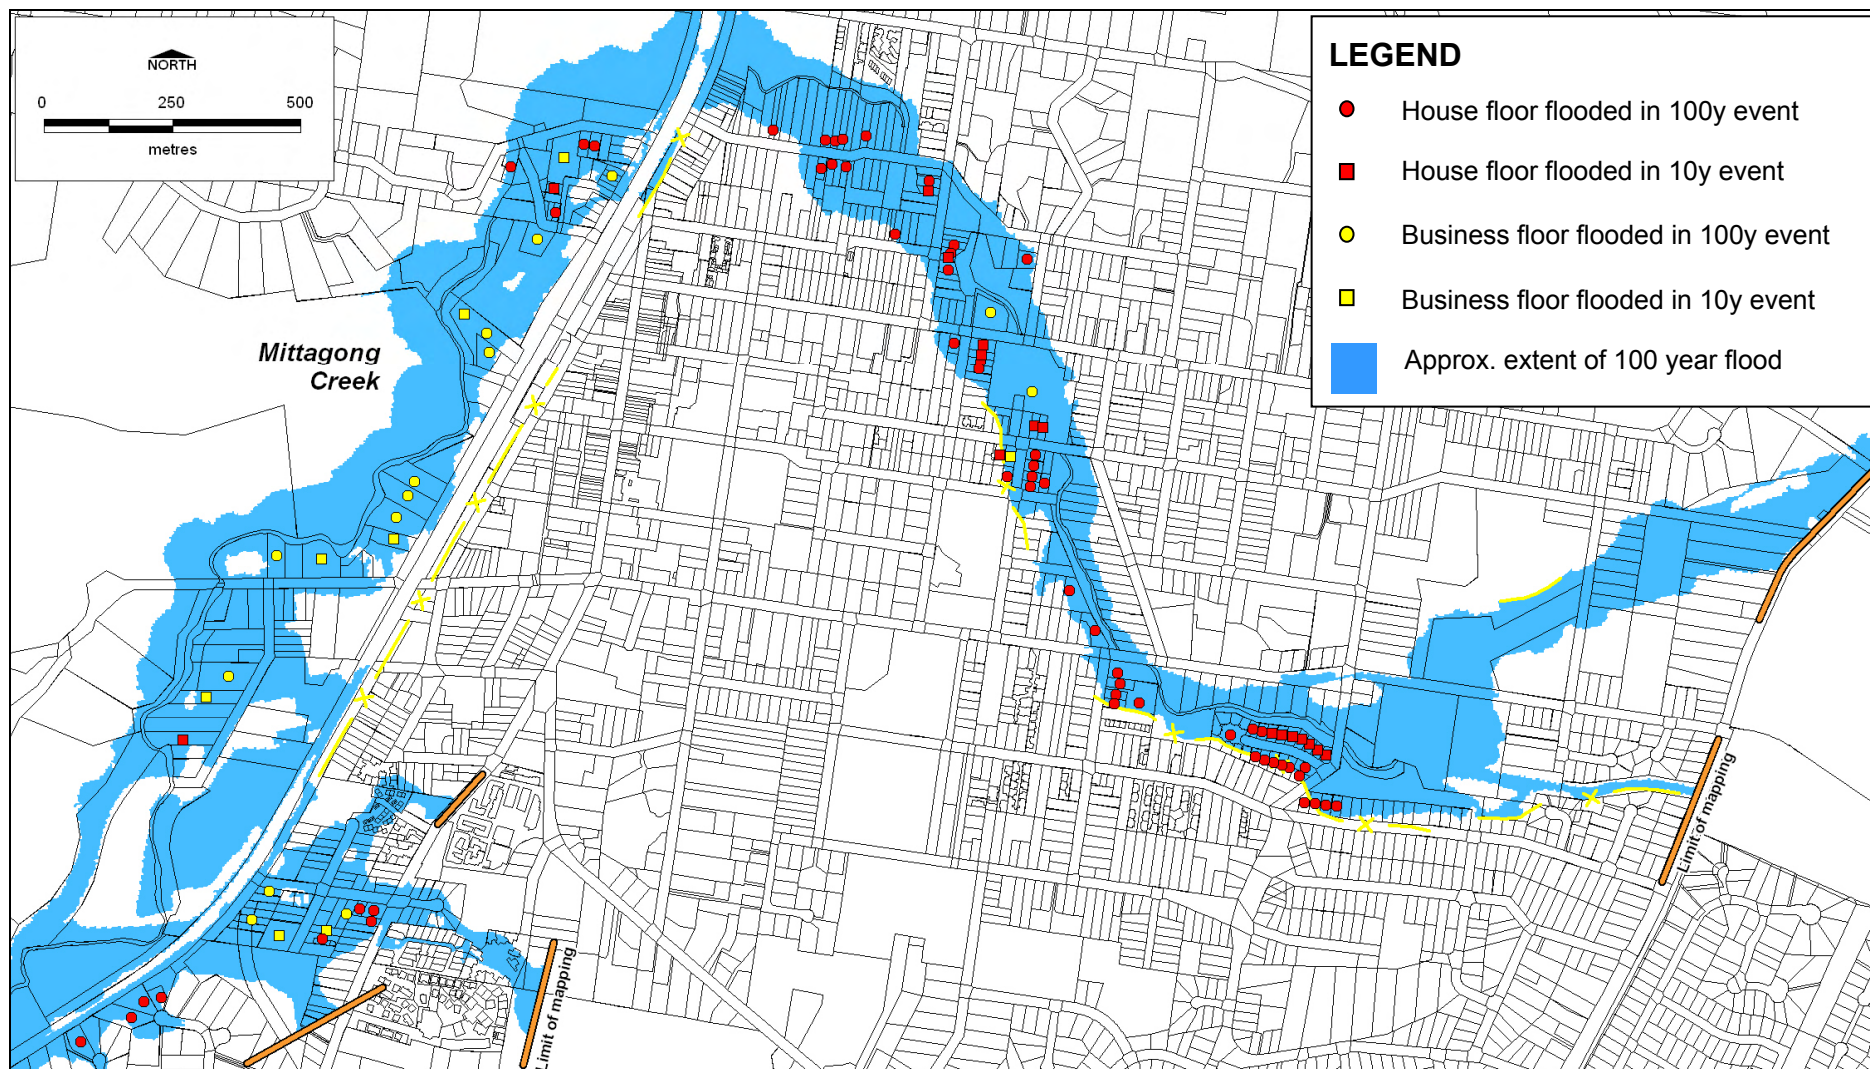 NORTH
0 250 500
metres
LEGEND
House floor flooded in 100y event
House floor flooded in 10y event
Business floor flooded in 100y event
Business floor flooded in 10y event
Approx. extent of 100 year flood
Mittagong
Creek
Limit of mapping
Limit of mapping